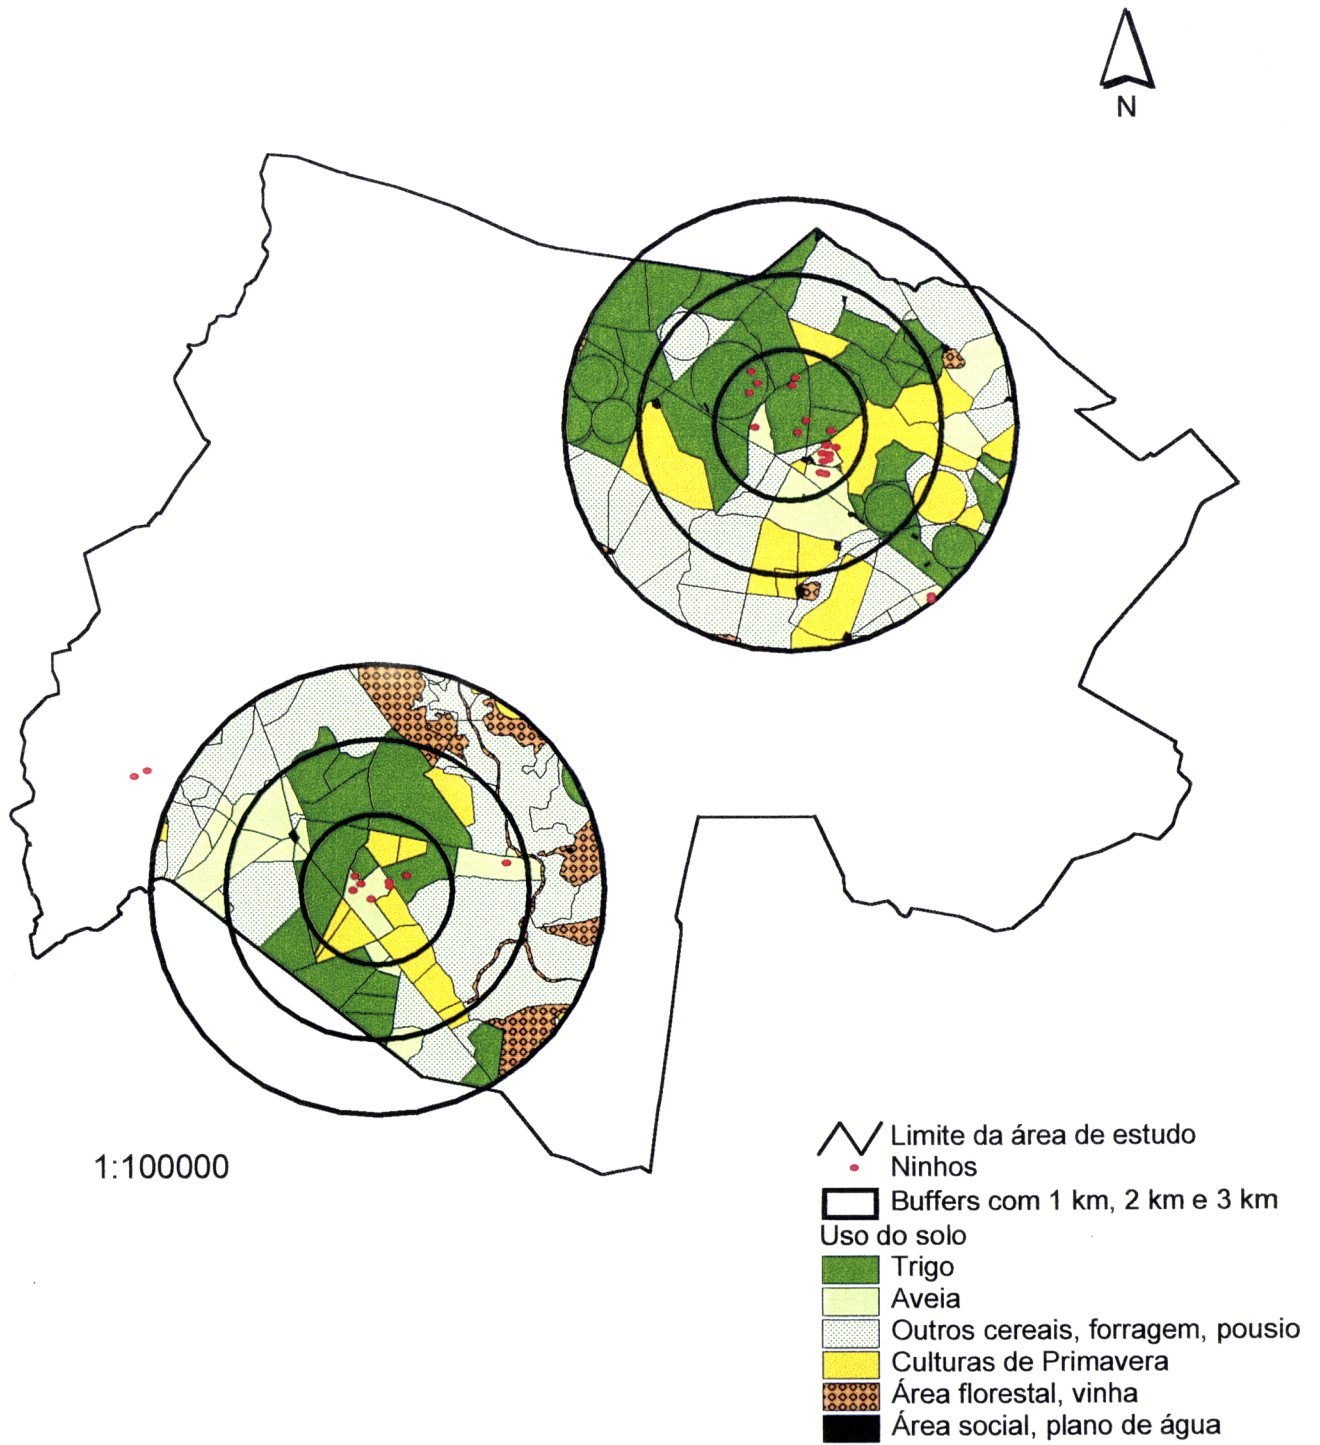 N
1:100000
Limite da área de estudo
Ninhos
Buffers com 1 km, 2 km e 3 km
Uso do solo
Trigo
Aveia
Outros cereais, forragem, pousio
Culturas de Primavera
Área florestal, vinha
Área social, plano de água